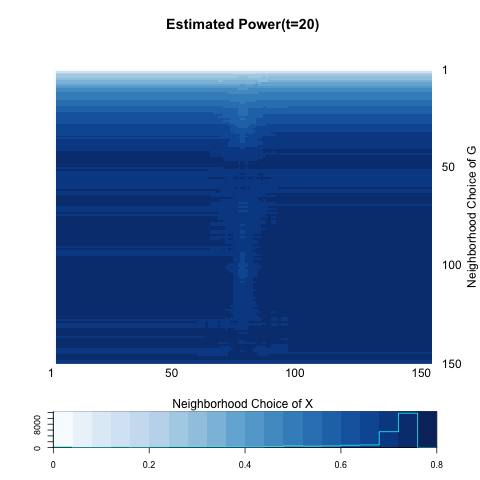 Estimated Power(t=20)
1
50
100
150
Neighborhood Choice of G
1 50 100 150
Neighborhood Choice of X
0 8000
0 0.2 0.4 0.6 0.8